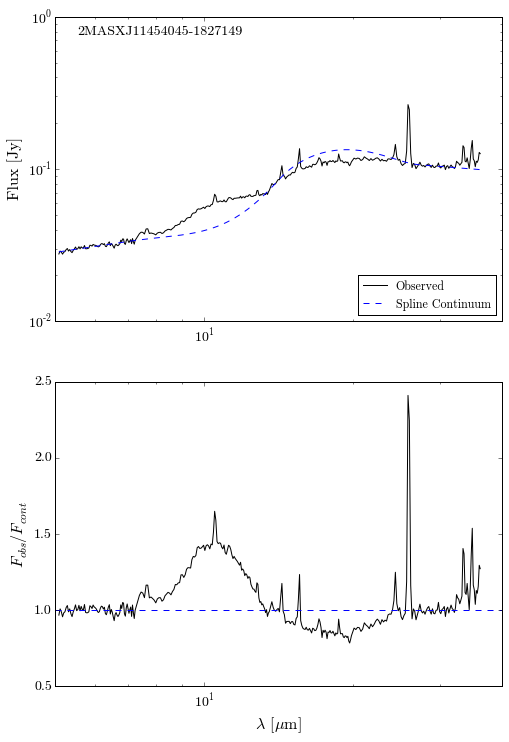 10^0
2MASXJ11454045-1827149
Flux [Jy]
10^-1
Observed
Spline Continuum
10^-2
10^1
2.5
2.0
F_obs/F_cont
1.5
1.0
0.5
10^1
λ [μm]